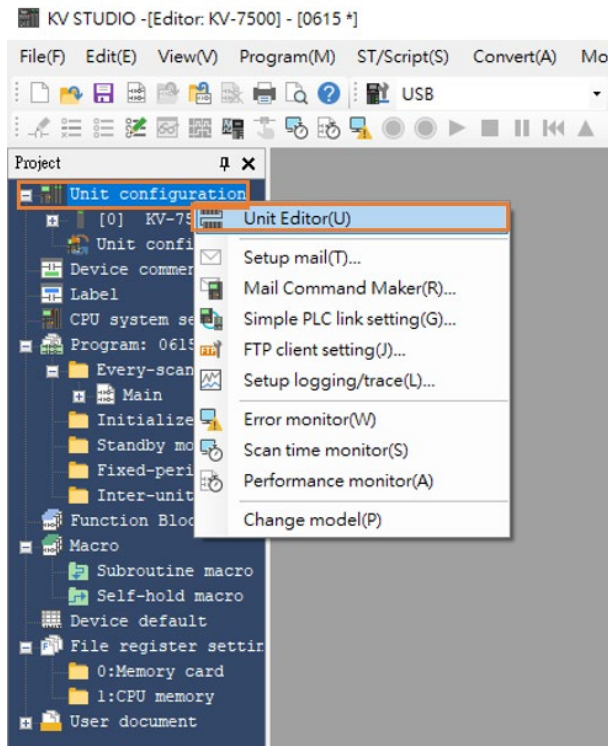 KV STUDIO -[Editor: KV-7500] - [0615 *]
File(F) Edit(E) View(V) Program(M) ST/Script(S) Convert(A) Mo
USB
Project
Unit configuration
[0] KV-75
Unit confi
Device commen
Label
CPU system se
Program: 0615
Every-scan
Main
Initialize
Standby mo
Fixed-peri
Inter-unit
Function Bloc
Macro
Subroutine macro
Self-hold macro
Device default
File register settin
0:Memory card
1:CPU memory
User document
Unit Editor(U)
Setup mail(T)...
Mail Command Maker(R)...
Simple PLC link setting(G)...
FTP client setting(J)...
Setup logging/trace(L)...
Error monitor(W)
Scan time monitor(S)
Performance monitor(A)
Change model(P)